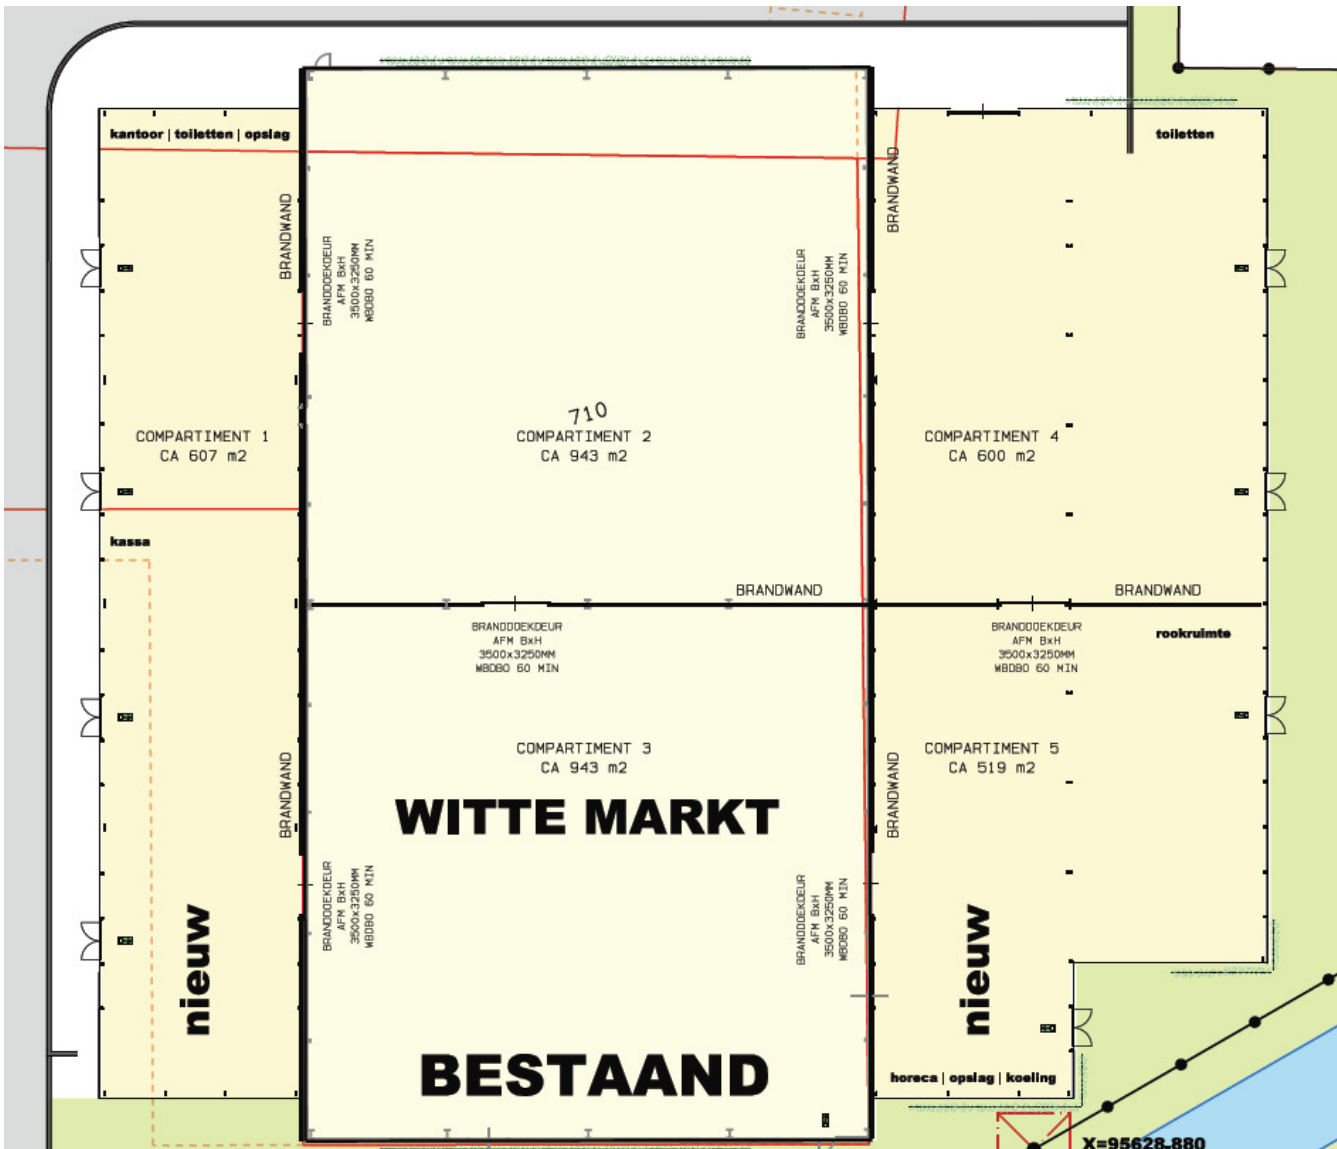 kantoor | toiletten | opslag
toiletten
BRANDWAND
BRANDWAND
BRANDDOEKDEUR
AFM BxH
3500x3250MM
WBDBO 60 MIN
BRANDDOEKDEUR
AFM BxH
3500x3250MM
WBDBO 60 MIN
710
COMPARTIMENT 1
CA 607 m2
COMPARTIMENT 2
CA 943 m2
COMPARTIMENT 4
CA 600 m2
kassa
BRANDWAND
BRANDWAND
BRANDDOEKDEUR
AFM BxH
3500x3250MM
WBDBO 60 MIN
BRANDDOEKDEUR
AFM BxH
3500x3250MM
WBDBO 60 MIN
rookruimte
COMPARTIMENT 3
CA 943 m2
COMPARTIMENT 5
CA 519 m2
BRANDWAND
BRANDWAND
WITTE MARKT
BRANDDOEKDEUR
AFM BxH
3500x3250MM
WBDBO 60 MIN
BRANDDOEKDEUR
AFM BxH
3500x3250MM
WBDBO 60 MIN
nieuw
nieuw
BESTAAND
horeca | opslag | koeling
X=95628.880